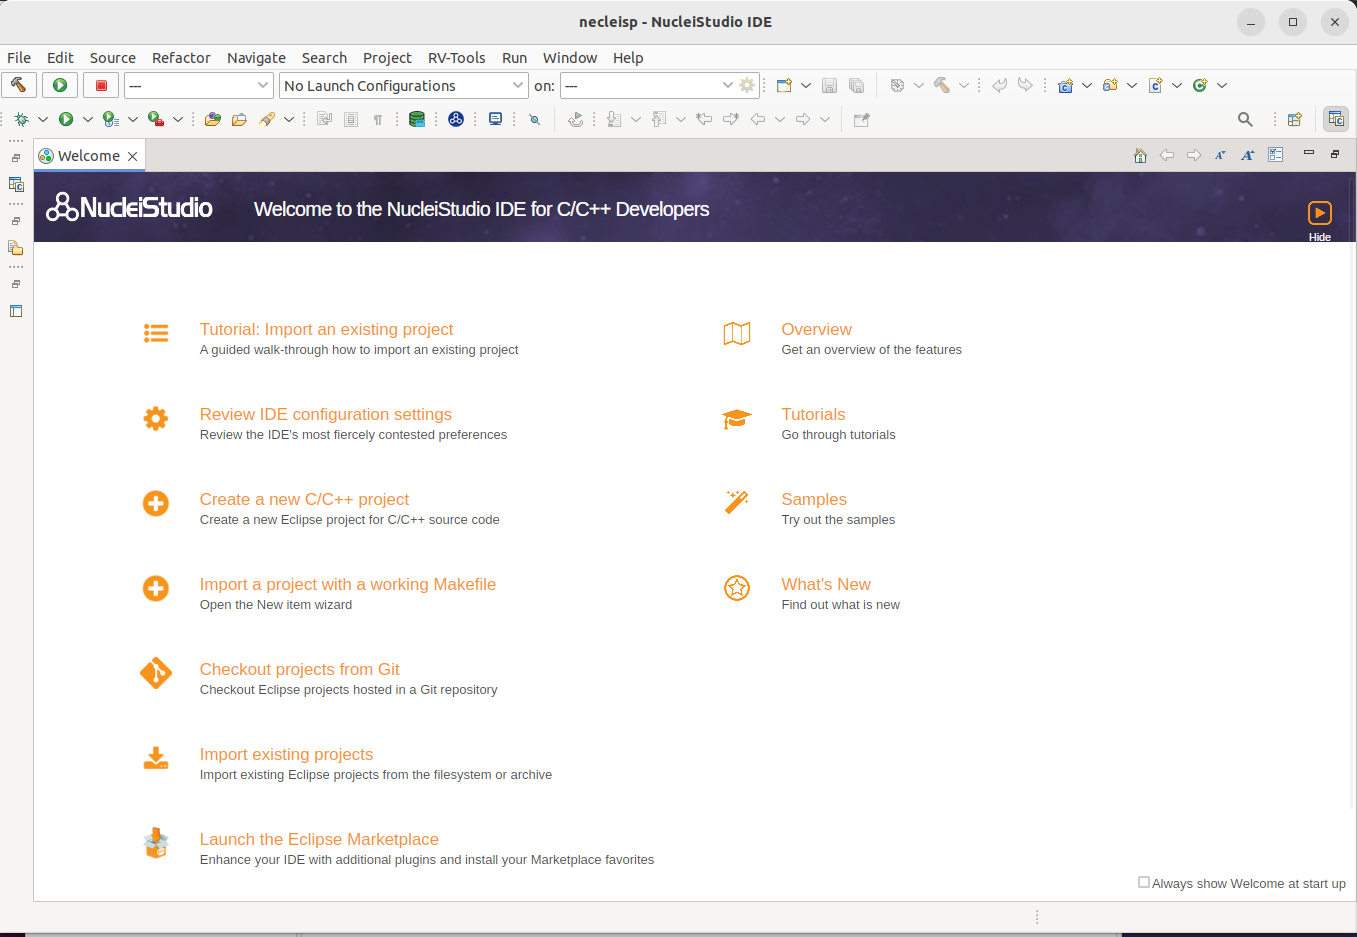 necleisp - NucleiStudio IDE
File Edit Source Refactor Navigate Search Project RV-Tools Run Window Help
--- No Launch Configurations on: ---
Welcome
NucleiStudio Welcome to the NucleiStudio IDE for C/C++ Developers
Hide
Tutorial: Import an existing project
A guided walk-through how to import an existing project
Overview
Get an overview of the features
Review IDE configuration settings
Review the IDE's most fiercely contested preferences
Tutorials
Go through tutorials
Create a new C/C++ project
Create a new Eclipse project for C/C++ source code
Samples
Try out the samples
Import a project with a working Makefile
Open the New item wizard
What's New
Find out what is new
Checkout projects from Git
Checkout Eclipse projects hosted in a Git repository
Import existing projects
Import existing Eclipse projects from the filesystem or archive
Launch the Eclipse Marketplace
Enhance your IDE with additional plugins and install your Marketplace favorites
Always show Welcome at start up